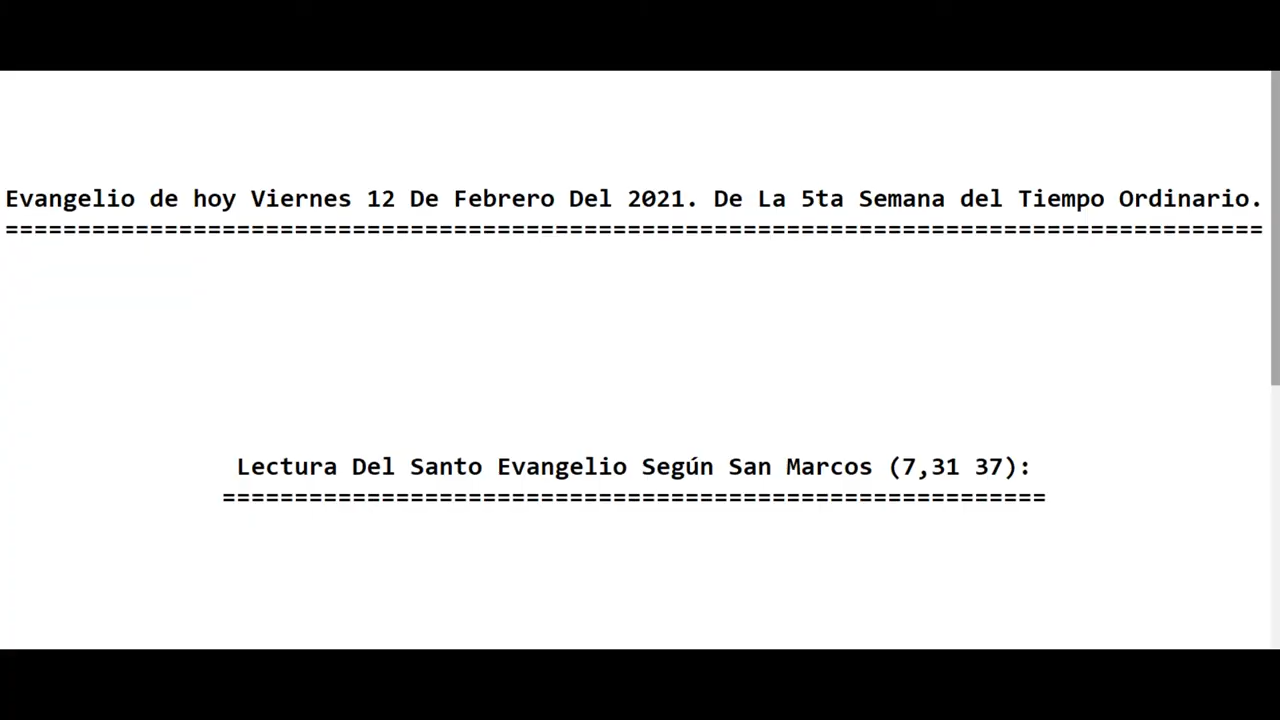 Evangelio de hoy Viernes 12 De Febrero Del 2021. De La 5ta Semana del Tiempo Ordinario.
=======================================================================================
Lectura Del Santo Evangelio Según San Marcos (7,31 37):
=========================================================